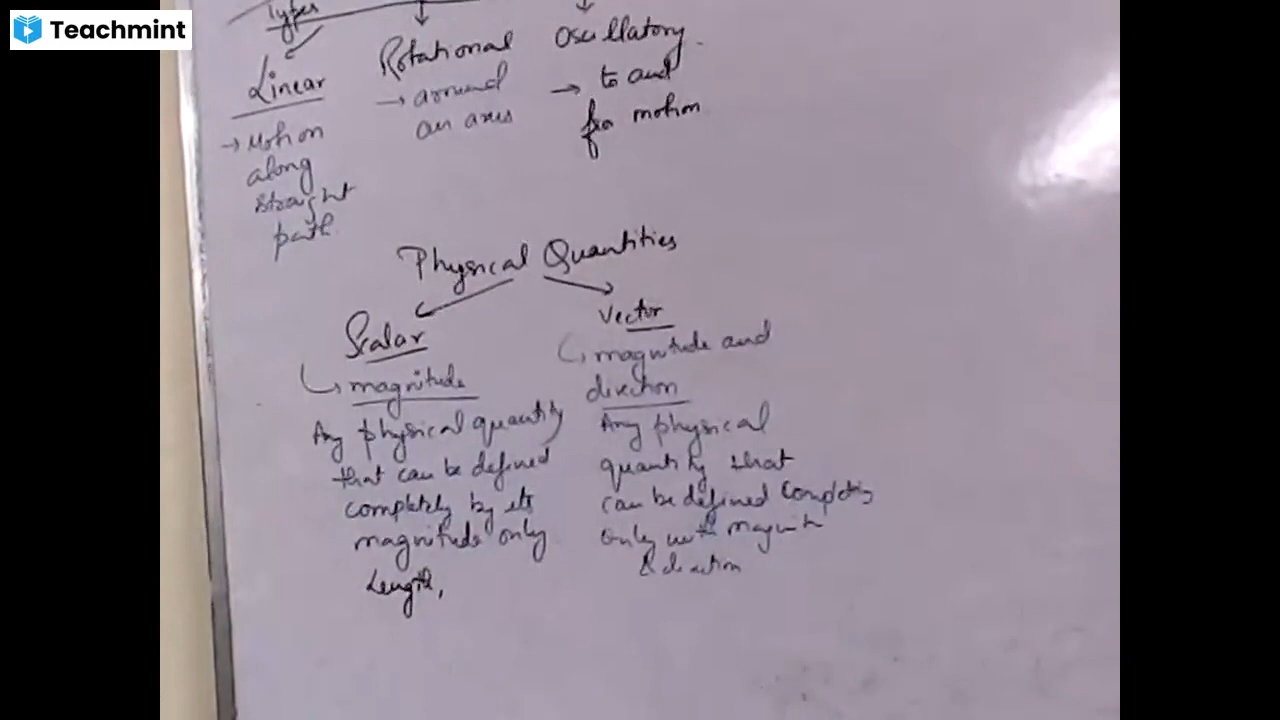 Teachmint
Types
Linear
→ Motion
along
straight
path.
Rotational
→ around
an axis
Oscillatory.
→ to and
fro motion
Physical Quantities
Scalar
magnitude
Any physical quantity
that can be defined
completely by its
magnitude only
Length,
Vector
magnitude and
direction
Any physical
quantity that
can be defined completely
only with magnitude
& direction